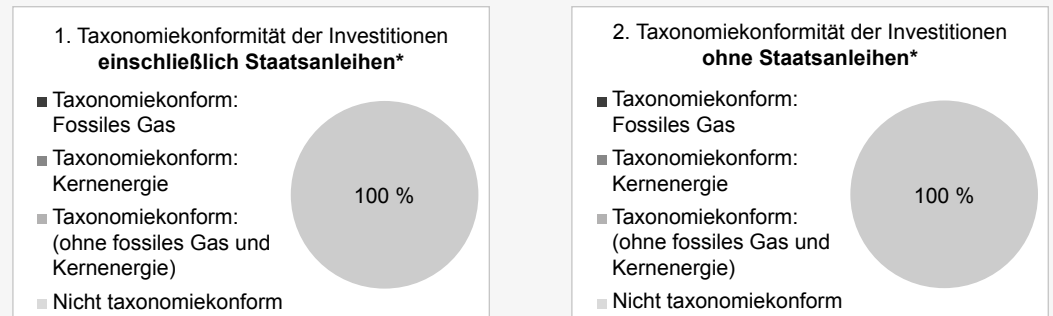 1. Taxonomiekonformität der Investitionen
einschließlich Staatsanleihen*
Taxonomiekonform:
Fossiles Gas
Taxonomiekonform:
Kernenergie
Taxonomiekonform:
(ohne fossiles Gas und
Kernenergie)
Nicht taxonomiekonform
100 %
2. Taxonomiekonformität der Investitionen
ohne Staatsanleihen*
Taxonomiekonform:
Fossiles Gas
Taxonomiekonform:
Kernenergie
Taxonomiekonform:
(ohne fossiles Gas und
Kernenergie)
Nicht taxonomiekonform
100 %